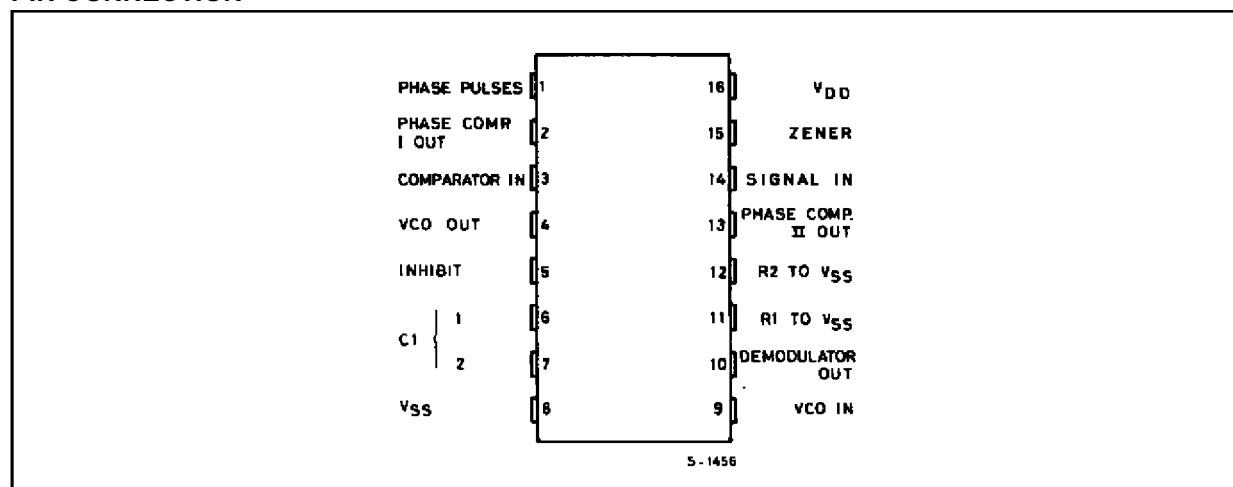 PHASE PULSES 1
PHASE COMP.
I OUT 2
COMPARATOR IN 3
VCO OUT 4
INHIBIT 5
C1
1 6
2 7
VSS 8
16 VDD
15 ZENER
14 SIGNAL IN
13 PHASE COMP.
II OUT
12 R2 TO VSS
11 R1 TO VSS
10 DEMODULATOR
OUT
9 VCO IN
S-1456